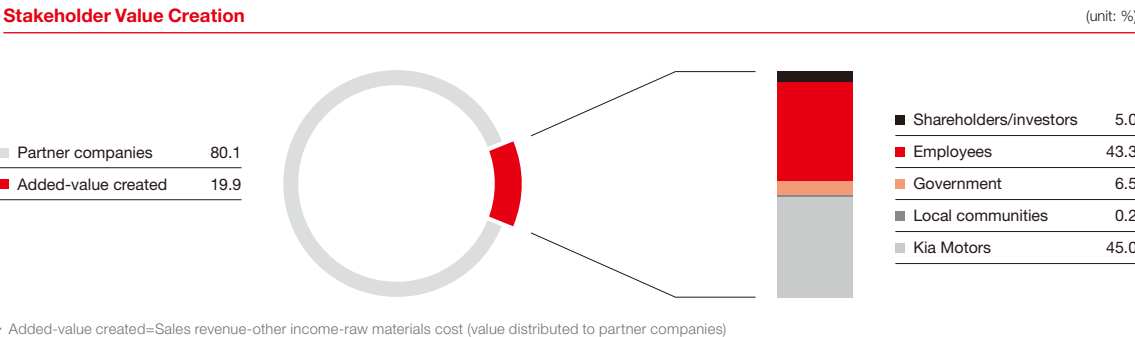 Stakeholder Value Creation
(unit: %)
Partner companies 80.1
Added-value created 19.9
Shareholders/investors 5.0
Employees 43.3
Government 6.5
Local communities 0.2
Kia Motors 45.0
Added-value created=Sales revenue-other income-raw materials cost (value distributed to partner companies)